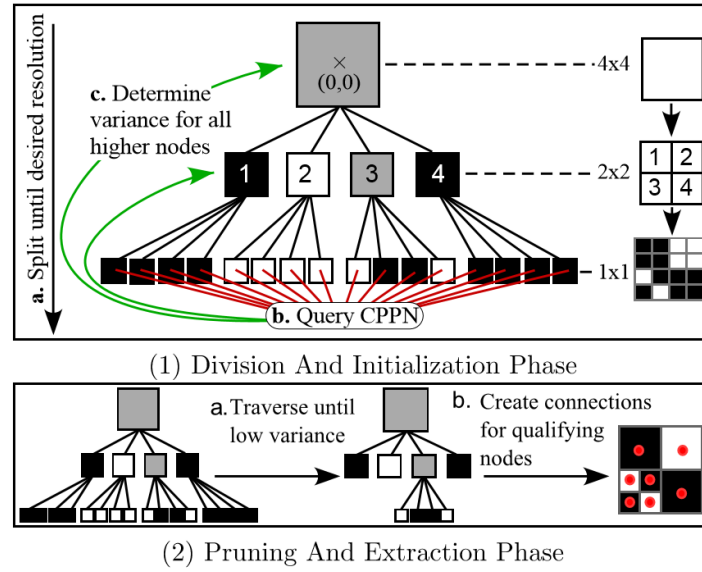 a. Split until desired resolution
c. Determine
variance for all
higher nodes
×
(0,0)
4x4
1 2 3 4
2x2
1 2
3 4
1x1
b. Query CPPN
(1) Division And Initialization Phase
a. Traverse until
low variance
b. Create connections
for qualifying
nodes
(2) Pruning And Extraction Phase